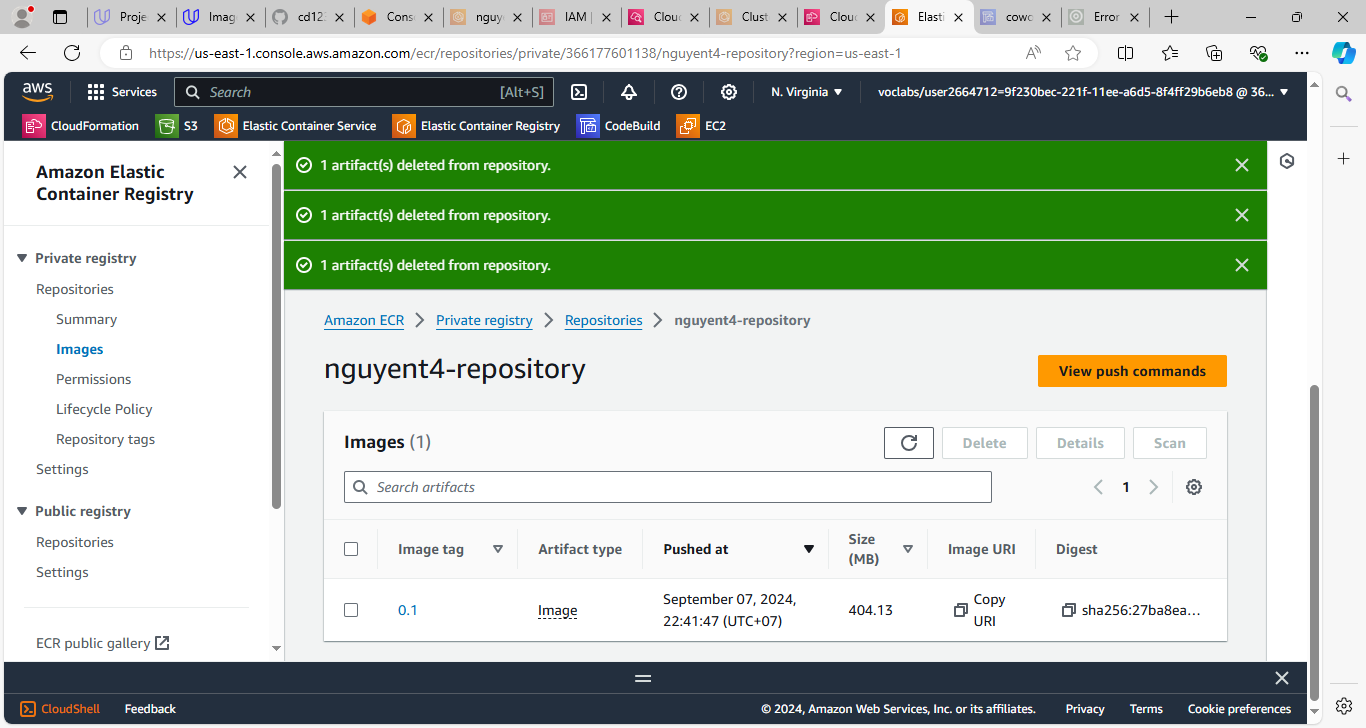 Proje
Imag
cd12
Cons
nguy
IAM |
Clou
Clust
Clou
Elasti
cowo
Error
https://us-east-1.console.aws.amazon.com/ecr/repositories/private/366177601138/nguyent4-repository?region=us-east-1
aws
Services
Search
[Alt+S]
N. Virginia
voclabs/user2664712=9f230bec-221f-11ee-a6d5-8f4ff29b6eb8 @ 36...
CloudFormation
S3
Elastic Container Service
Elastic Container Registry
CodeBuild
EC2
Amazon Elastic
Container Registry
Private registry
Repositories
Summary
Images
Permissions
Lifecycle Policy
Repository tags
Settings
Public registry
Repositories
Settings
ECR public gallery
1 artifact(s) deleted from repository.
1 artifact(s) deleted from repository.
1 artifact(s) deleted from repository.
Amazon ECR
Private registry
Repositories
nguyent4-repository
nguyent4-repository
View push commands
Images (1)
Delete
Details
Scan
Search artifacts
1
Image tag
Artifact type
Pushed at
Size
(MB)
Image URI
Digest
0.1
Image
September 07, 2024,
22:41:47 (UTC+07)
404.13
Copy
URI
sha256:27ba8ea...
CloudShell
Feedback
© 2024, Amazon Web Services, Inc. or its affiliates.
Privacy
Terms
Cookie preferences